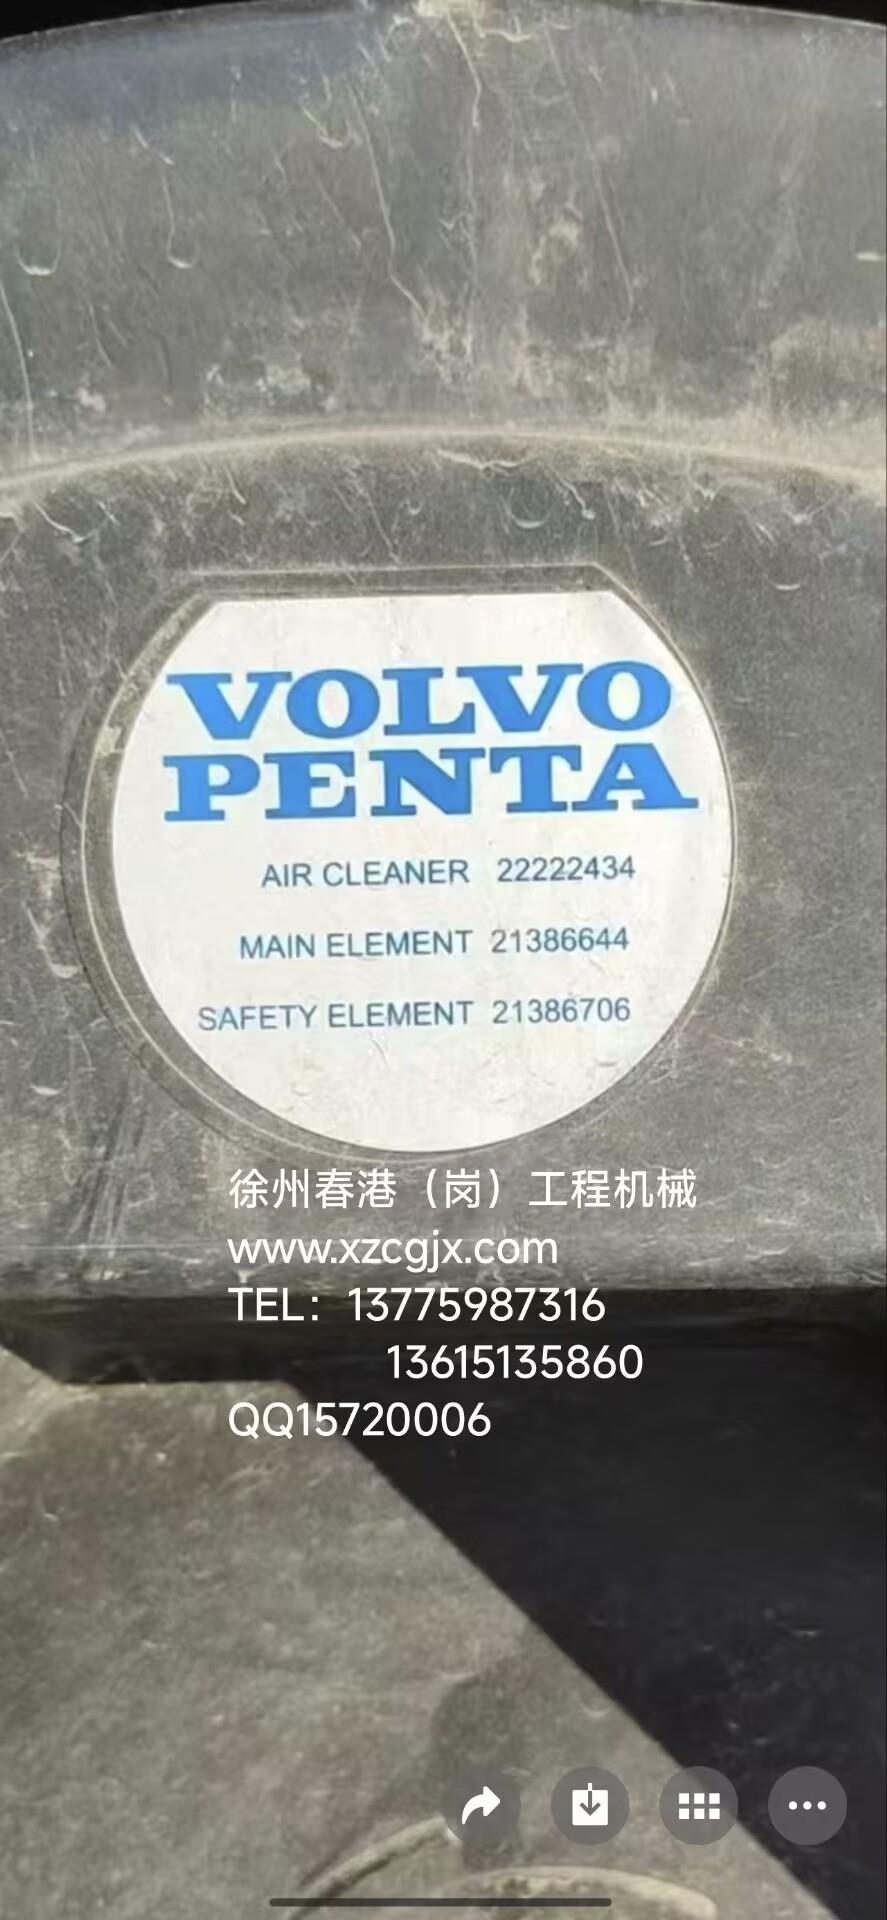 VOLVO
PENTA
AIR CLEANER 22222434
MAIN ELEMENT 21386644
SAFETY ELEMENT 21386706
徐州春港（岗）工程机械
www.xzcgjx.com
TEL：13775987316
13615135860
QQ15720006